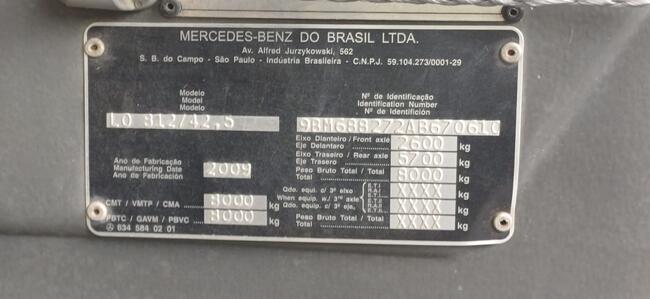 MERCEDES-BENZ DO BRASIL LTDA.
Av. Alfred Jurzykowski, 562
S. B. do Campo - São Paulo - Indústria Brasileira - C.N.P.J. 59.104.273/0001-29
Modelo
Model
Modelo
LO 812/42,5
Nº de Identificação
Identification Number
Nº de Identifición
9BM688272AB670610
Ano de Fabricação
Manufacturing Date
Ano de Fabricación
2009
Eixo Dianteiro / Front axle
Eje Delantero
2600 kg
Eixo Traseiro / Rear axle
Eje Trasero
5700 kg
Peso Bruto Total / Total
Total
8000 kg
CMT / VMTP / CMA 8000 kg
PBTC / GAVM / PBVC 8000 kg
634 584 02 01
Qdo. equip. c/ 3º eixo
When equipe w. / 3rd axle
Qdo equip. c/ 3º eje.
XXXX kg
XXXX
XXXX kg
XXXX
Peso Bruto Total / Total
Total
XXXX kg